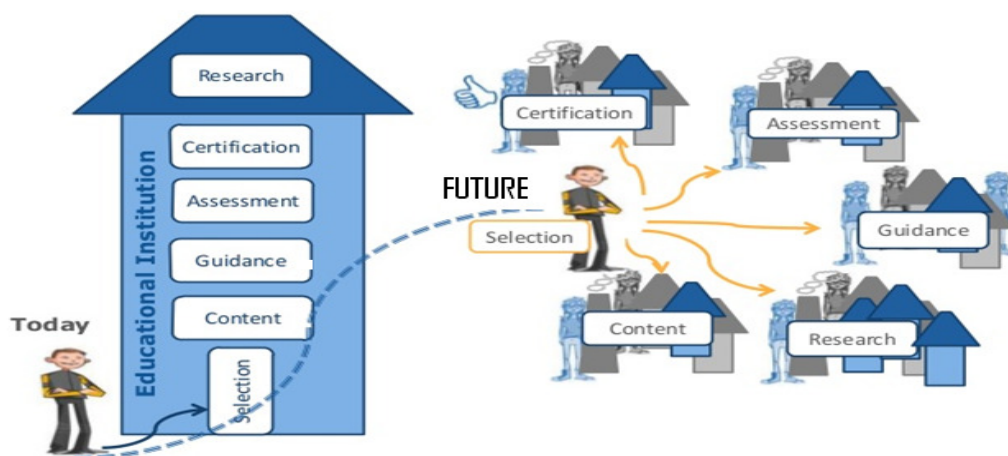 Research
Certification
Assessment
Guidance
Content
Selection
Educational Institution
Today
FUTURE
Selection
Certification
Assessment
Guidance
Research
Content